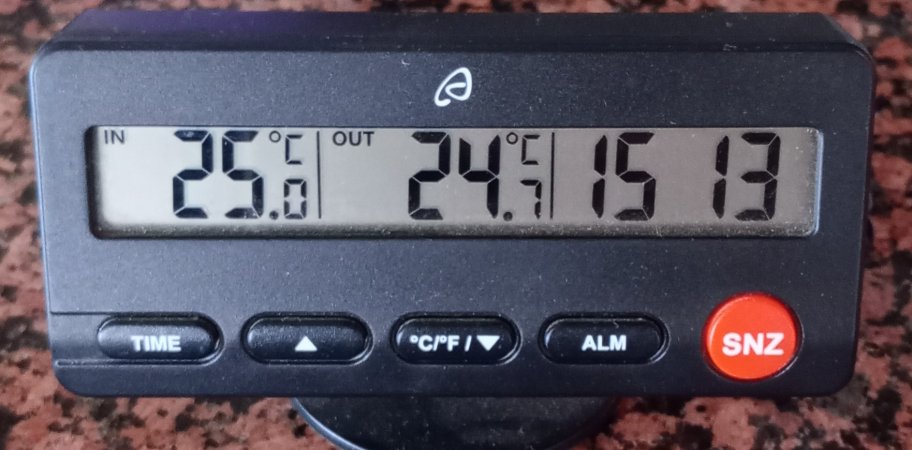 IN 25.0 °C OUT 24.7 °C 15 13
TIME ▲ °C/°F / ▼ ALM SNZ